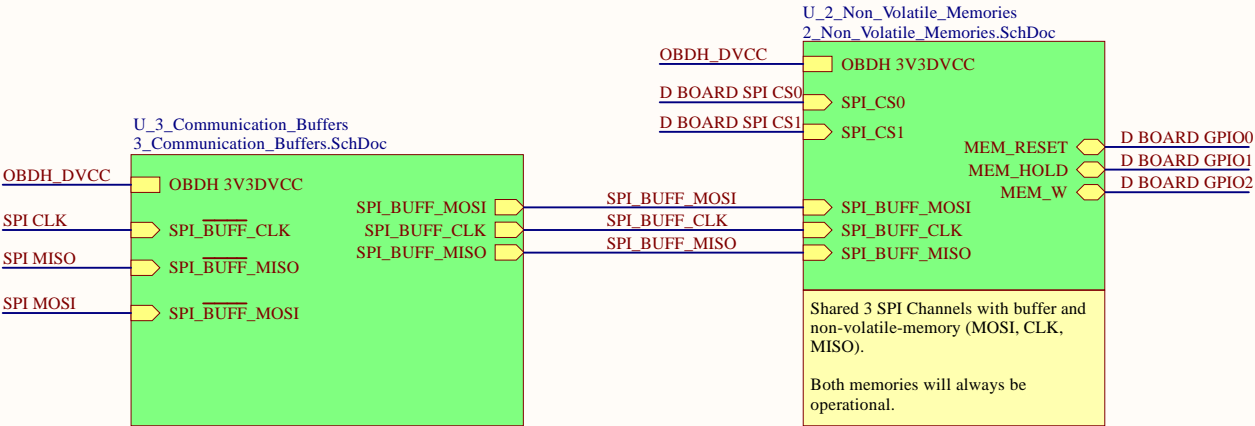 U_2_Non_Volatile_Memories
2_Non_Volatile_Memories.SchDoc
OBDH_DVCC
OBDH 3V3DVCC
D BOARD SPI CS0
SPI_CS0
D BOARD SPI CS1
SPI_CS1
MEM_RESET
D BOARD GPIO0
MEM_HOLD
D BOARD GPIO1
MEM_W
D BOARD GPIO2
U_3_Communication_Buffers
3_Communication_Buffers.SchDoc
OBDH_DVCC
OBDH 3V3DVCC
SPI CLK
SPI_BUFF_CLK
SPI MISO
SPI_BUFF_MISO
SPI MOSI
SPI_BUFF_MOSI
SPI_BUFF_MOSI
SPI_BUFF_CLK
SPI_BUFF_MISO
SPI_BUFF_MOSI
SPI_BUFF_CLK
SPI_BUFF_MISO
SPI_BUFF_MOSI
SPI_BUFF_CLK
SPI_BUFF_MISO
Shared 3 SPI Channels with buffer and
non-volatile-memory (MOSI, CLK,
MISO).
Both memories will always be
operational.